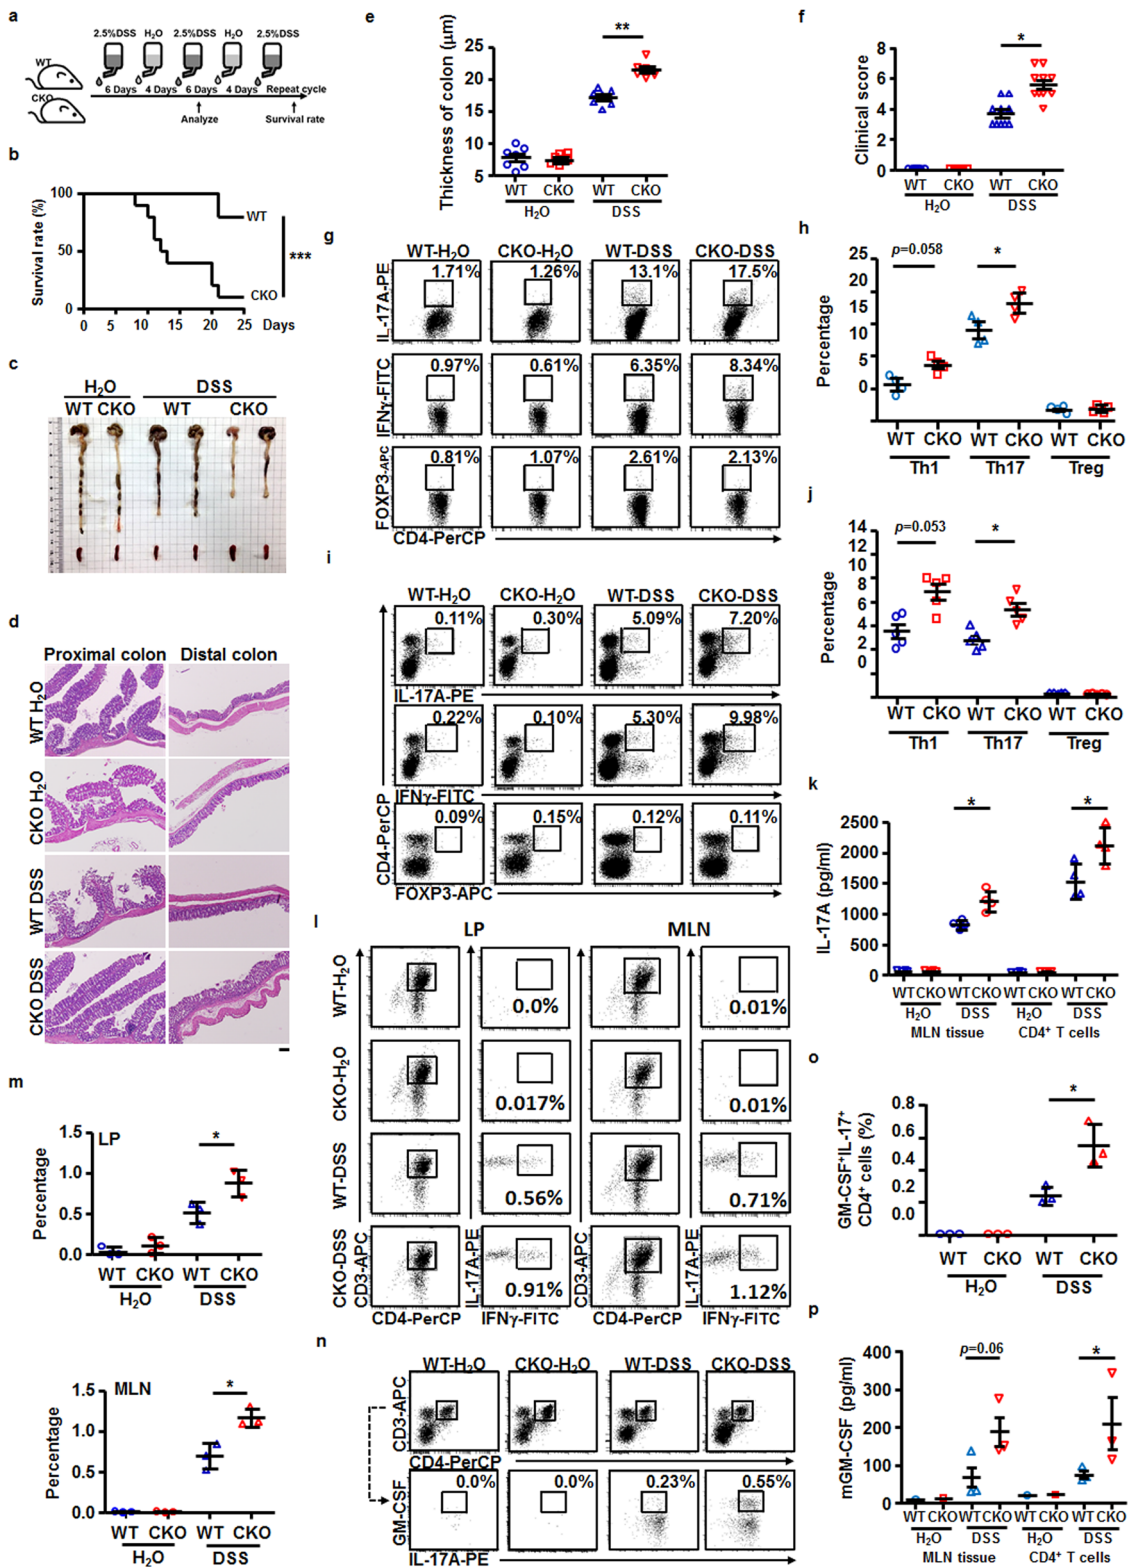 a
2.5%DSS H₂O 2.5%DSS H₂O 2.5%DSS
WT
CKO
6 Days 4 Days 6 Days 4 Days Repeat cycle
Analyze Survival rate
b
Survival rate (%)
100
50
0
WT
CKO
***
0 5 10 15 20 25 Days
c
H₂O DSS
WT CKO WT CKO
d
Proximal colon Distal colon
WT H₂O
CKO H₂O
WT DSS
CKO DSS
e
Thickness of colon (μm)
25
20
15
10
5
**
WT CKO WT CKO
H₂O DSS
f
Clinical score
8
6
4
2
0
*
WT CKO WT CKO
H₂O DSS
g
WT-H₂O CKO-H₂O WT-DSS CKO-DSS
IL-17A-PE
1.71% 1.26% 13.1% 17.5%
IFNγ-FITC
0.97% 0.61% 6.35% 8.34%
FOXP3-APC
0.81% 1.07% 2.61% 2.13%
CD4-PerCP
h
Percentage
25
20
15
10
5
0
p=0.058 *
WT CKO WT CKO WT CKO
Th1 Th17 Treg
i
WT-H₂O CKO-H₂O WT-DSS CKO-DSS
0.11% 0.30% 5.09% 7.20%
IL-17A-PE
0.22% 0.10% 5.30% 9.98%
IFNγ-FITC
CD4-PerCP
0.09% 0.15% 0.12% 0.11%
FOXP3-APC
j
Percentage
14
12
8
6
4
2
0
p=0.053 *
WT CKO WT CKO WT CKO
Th1 Th17 Treg
k
IL-17A (pg/ml)
2500
2000
1500
1000
500
0
* *
WT CKO WT CKO WT CKO WT CKO
H₂O DSS H₂O DSS
MLN tissue CD4⁺ T cells
l
LP MLN
WT-H₂O
0.0% 0.01%
CKO-H₂O
0.017% 0.01%
WT-DSS
0.56% 0.71%
CKO-DSS
CD3-APC IL-17A-PE CD3-APC IL-17A-PE
0.91% 1.12%
CD4-PerCP IFNγ-FITC CD4-PerCP IFNγ-FITC
m
LP
Percentage
1.5
1.0
0.5
0.0
*
WT CKO WT CKO
H₂O DSS
MLN
Percentage
1.5
1.0
0.5
0.0
*
WT CKO WT CKO
H₂O DSS
n
WT-H₂O CKO-H₂O WT-DSS CKO-DSS
CD3-APC
CD4-PerCP
0.0% 0.0% 0.23% 0.55%
GM-CSF
IL-17A-PE
o
GM-CSF⁺IL-17⁺
CD4⁺ cells (%)
0.8
0.6
0.4
0.2
0.0
*
WT CKO WT CKO
H₂O DSS
p
mGM-CSF (pg/ml)
400
300
200
100
0
p=0.06 *
WT CKO WT CKO WT CKO WT CKO
H₂O DSS H₂O DSS
MLN tissue CD4⁺ T cells